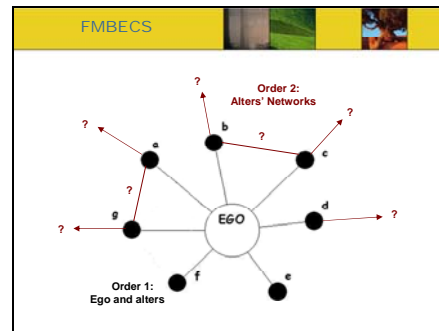 FMBECS
Order 2:
Alters' Networks
?
?
b
?
?
a
c
?
EGO
d
?
g
?
f
e
Order 1:
Ego and alters